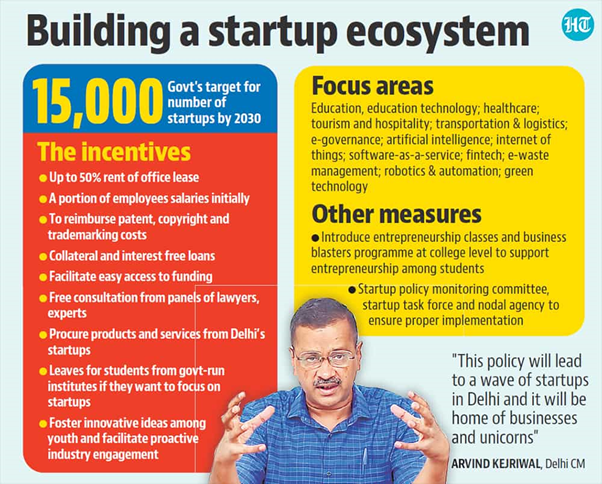 Building a startup ecosystem
HT
15,000
Govt's target for
number of
startups by 2030
The incentives
● Up to 50% rent of office lease
● A portion of employees salaries initially
● To reimburse patent, copyright and
trademarking costs
● Collateral and interest free loans
● Facilitate easy access to funding
● Free consultation from panels of lawyers,
experts
● Procure products and services from Delhi's
startups
● Leaves for students from govt-run
institutes if they want to focus on
startups
● Foster innovative ideas among
youth and facilitate proactive
industry engagement
Focus areas
Education, education technology; healthcare;
tourism and hospitality; transportation & logistics;
e-governance; artificial intelligence; internet of
things; software-as-a-service; fintech; e-waste
management; robotics & automation; green
technology
Other measures
● Introduce entrepreneurship classes and business
blasters programme at college level to support
entrepreneurship among students
● Startup policy monitoring committee,
startup task force and nodal agency to
ensure proper implementation
"This policy will lead
to a wave of startups
in Delhi and it will be
home of businesses
and unicorns"
ARVIND KEJRIWAL, Delhi CM